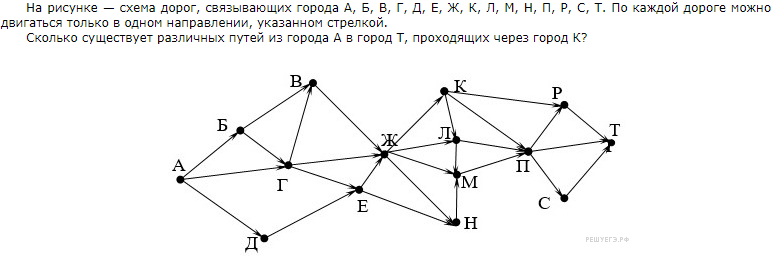 На рисунке — схема дорог, связывающих города А, Б, В, Г, Д, Е, Ж, К, Л, М, Н, П, Р, С, Т. По каждой дороге можно
двигаться только в одном направлении, указанном стрелкой.
Сколько существует различных путей из города А в город Т, проходящих через город К?
В
К
Р
Б
Ж
Л
Т
А
Г
М
П
Е
С
Н
Д
РЕШУЕГЭ.РФ